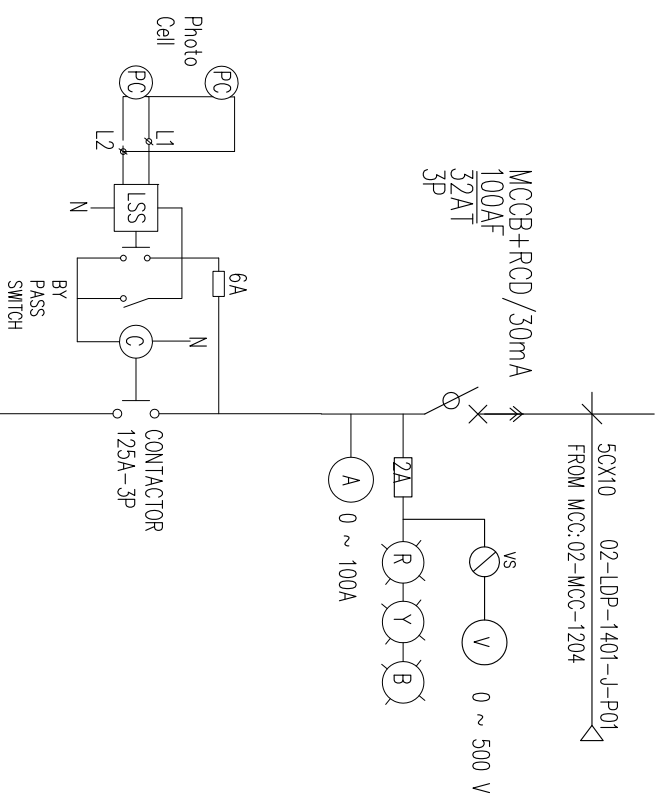 5CX10 02-LDP-1401-J-P01
FROM MCC:02-MCC-1204
MCCB+RCD/30mA
100AF
32AT
3P
VS
V
0 ~ 500 V
2A
R
Y
B
A
0 ~ 100A
6A
Photo
Cell
PC
PC
L1
L2
LSS
N
BY
PASS
SWITCH
C
N
CONTACTOR
125A-3P